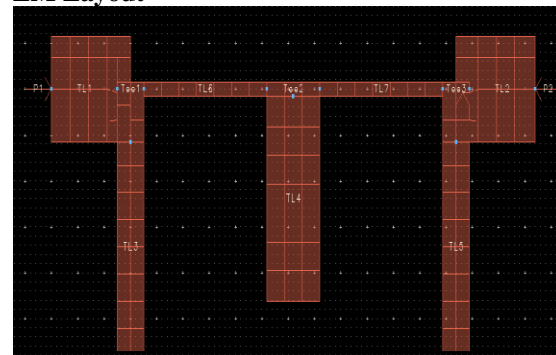 EM Layout
P1 TL1 Tee1 TL6 Tee2 TL7 Tee3 TL2 P2
TL4
TL3 TL5